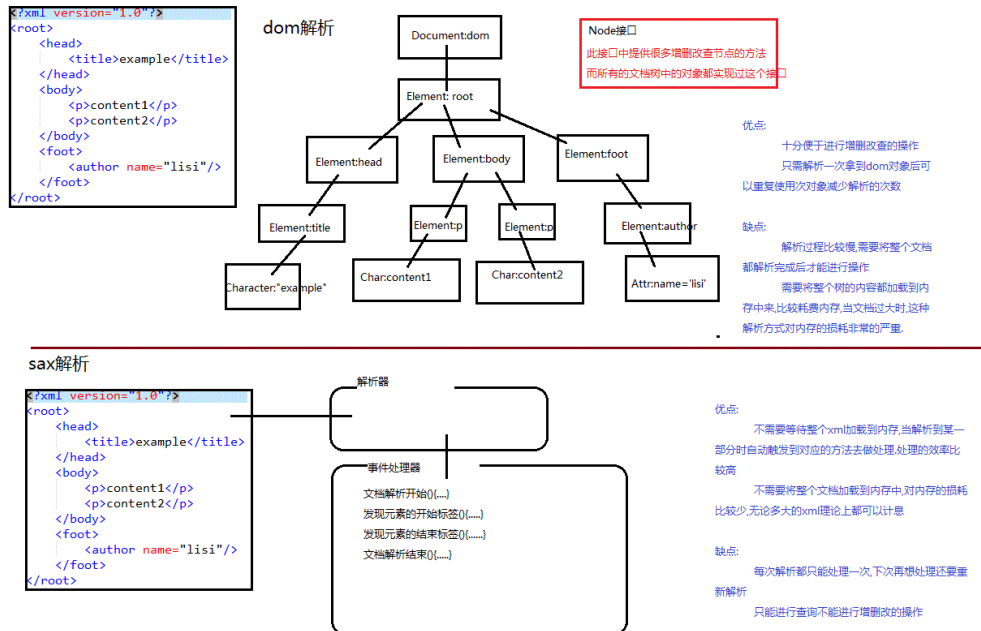 <?xml version="1.0"?>
<root>
<head>
<title>example</title>
</head>
<body>
<p>content1</p>
<p>content2</p>
</body>
<foot>
<author name="lisi"/>
</foot>
</root>
dom解析
Document:dom
Element: root
Element:head
Element:body
Element:foot
Element:title
Element:p
Element:p
Element:author
Character:"example"
Char:content1
Char:content2
Attr:name='lisi'
Node接口
此接口中提供很多增删改查节点的方法
而所有的文档树中的对象都实现过这个接口
优点:
十分便于进行增删改查的操作
只需解析一次拿到dom对象后可
以重复使用次对象减少解析的次数
缺点:
解析过程比较慢,需要将整个文档
都解析完成后才能进行操作
需要将整个树的内容都加载到内
存中来,比较耗费内存,当文档过大时,这种
解析方式对内存的损耗非常的严重.
sax解析
<?xml version="1.0"?>
<root>
<head>
<title>example</title>
</head>
<body>
<p>content1</p>
<p>content2</p>
</body>
<foot>
<author name="lisi"/>
</foot>
</root>
解析器
事件处理器
文档解析开始(){....}
发现元素的开始标签(){.....}
发现元素的结束标签(){......}
文档解析结束(){.....}
优点:
不需要等待整个xml加载到内存,当解析到某一
部分时自动触发到对应的方法去做处理.处理的效率比
较高
不需要将整个文档加载到内存中,对内存的损耗
比较少,无论多大的xml理论上都可以计息
缺点:
每次解析都只能处理一次,下次再想处理还要重
新解析
只能进行查询不能进行增删改的操作